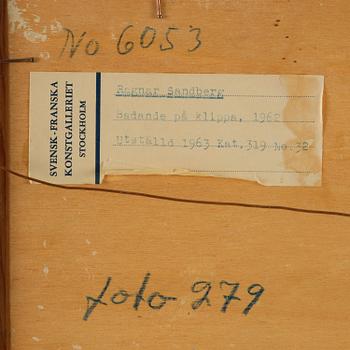 No 6053
SVENSK-FRANSKA
KONSTGALLERIET
STOCKHOLM
Ragnar Sandberg
Badande på klippa, 1962
Utställd 1963 Kat.319 No.32
foto 279